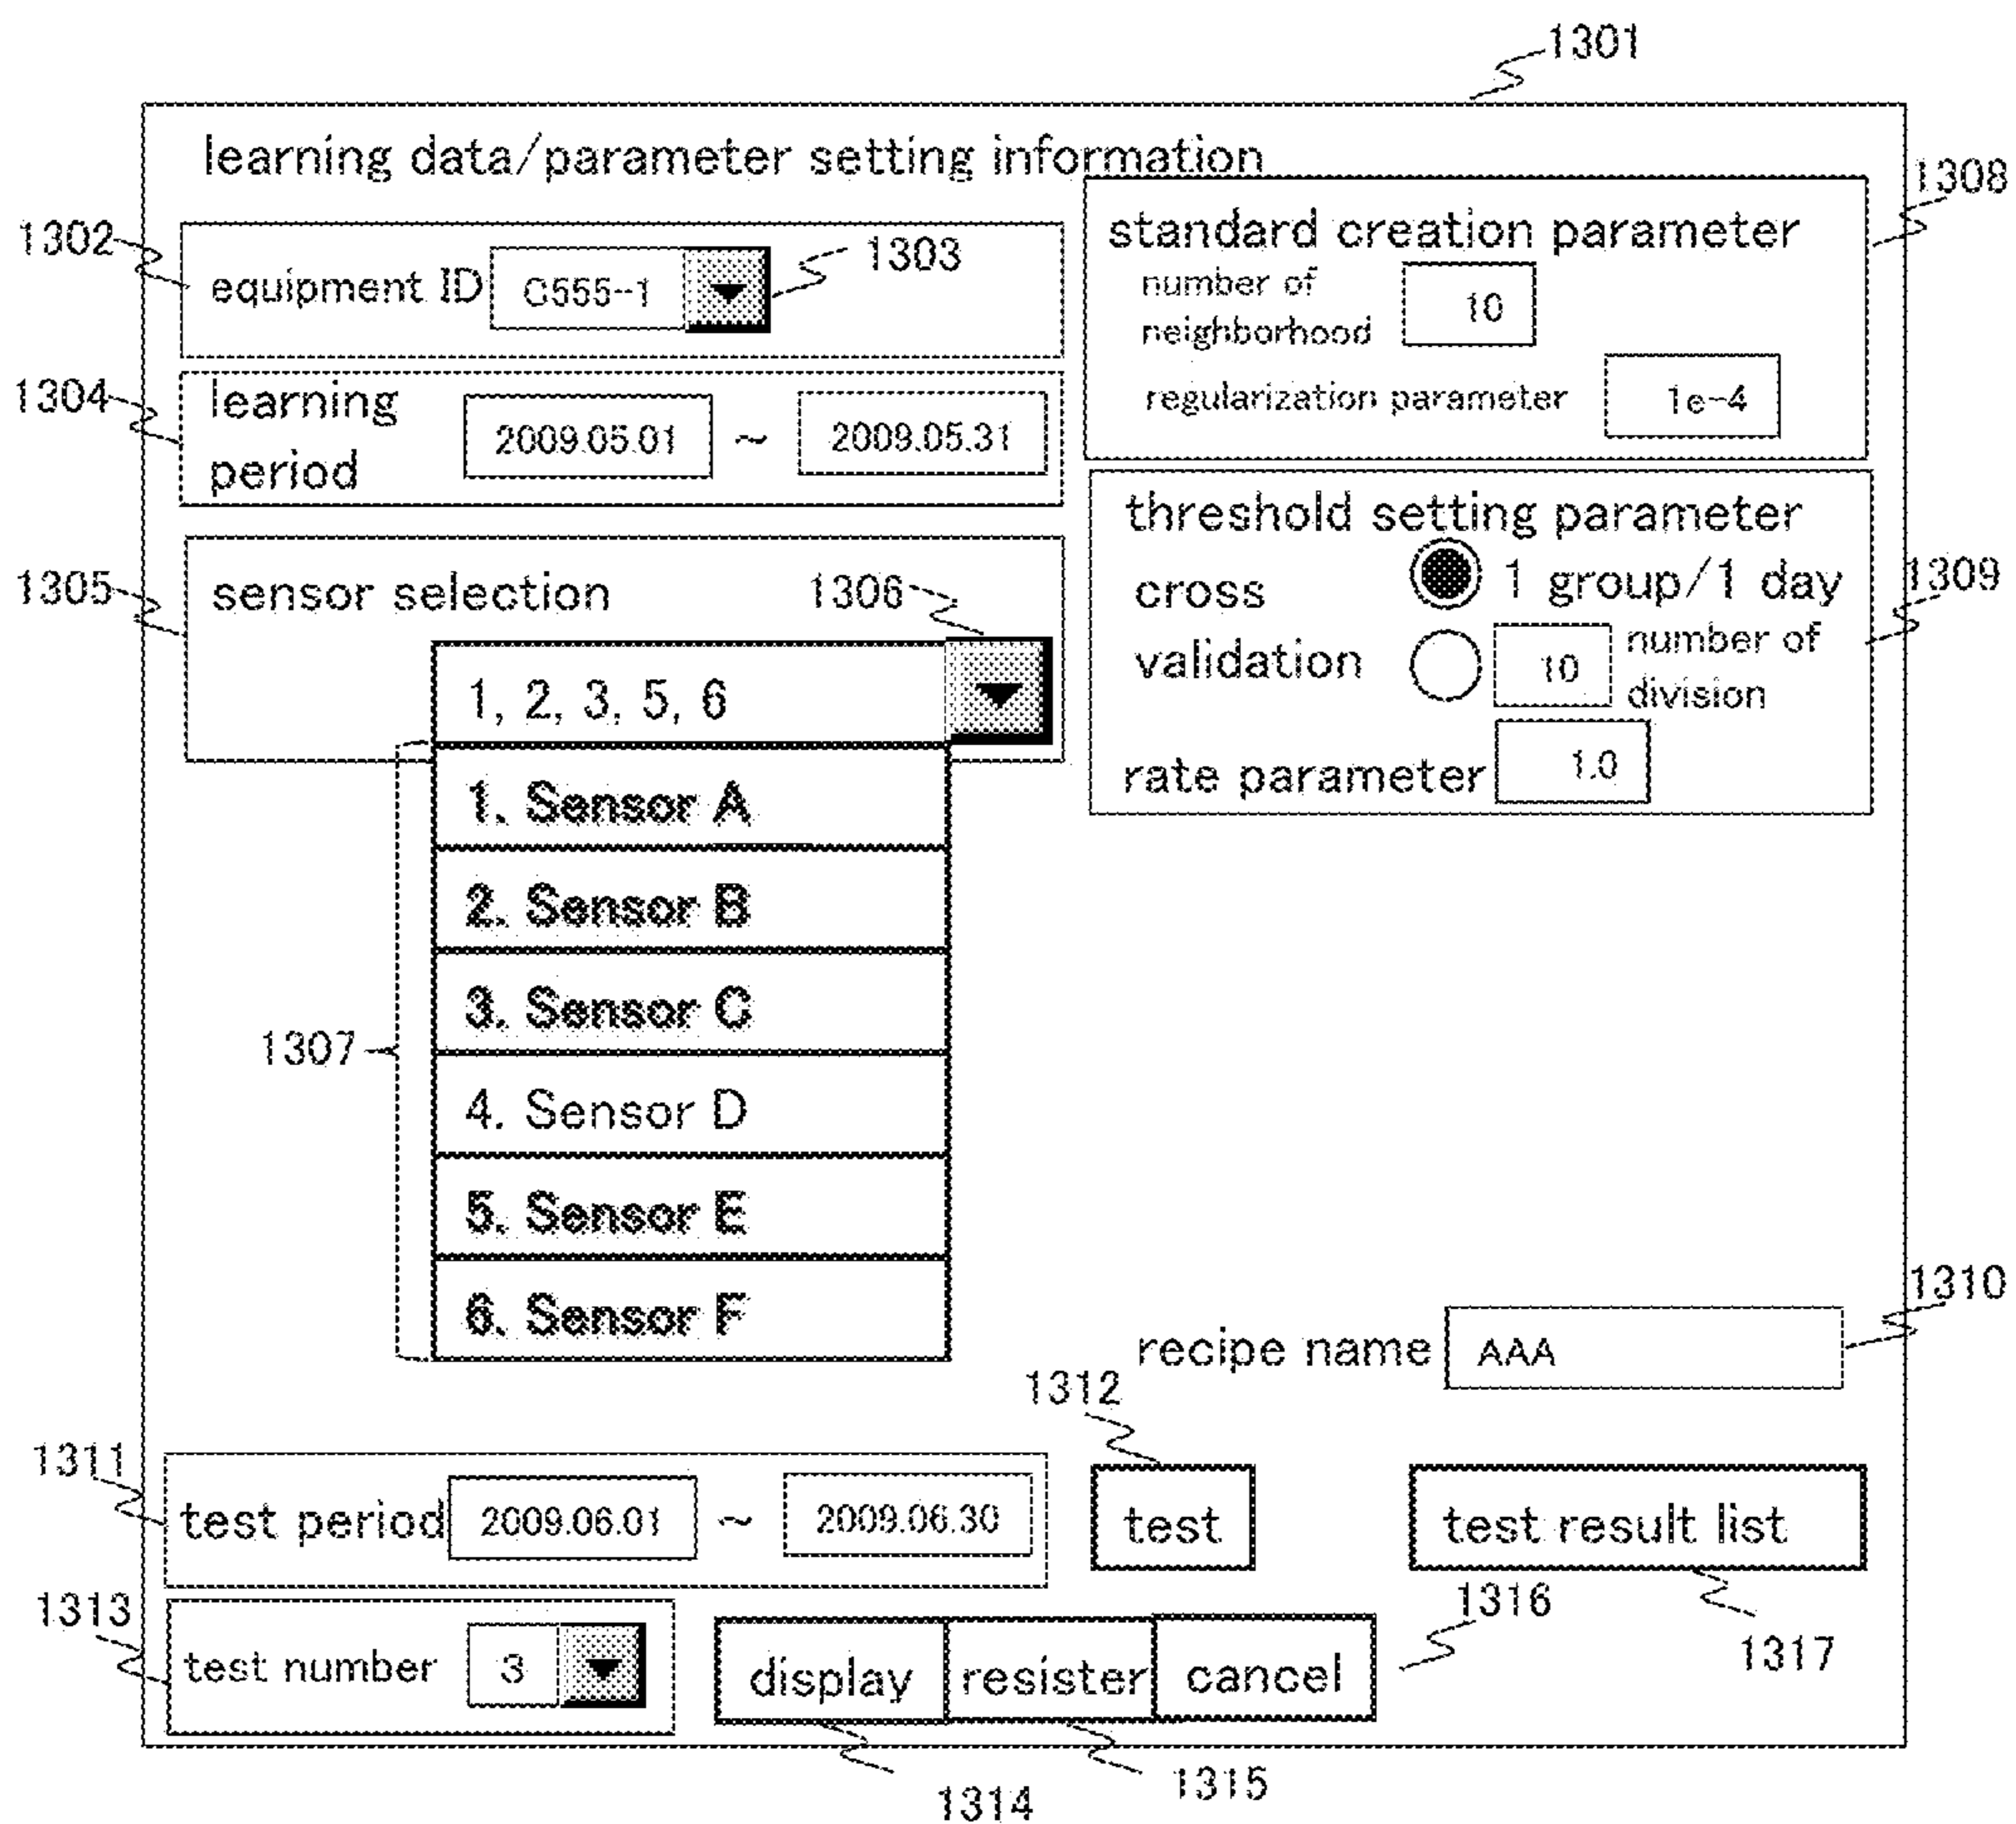 1301
learning data/parameter setting information
1308
1302
equipment ID
C555-1
1303
standard creation parameter
number of
neighborhood
10
regularization parameter
1e-4
1304
learning
period
2009.05.01 ~ 2009.05.31
threshold setting parameter
cross
validation
1 group/1 day
10
number of
division
rate parameter
1.0
1309
1305
sensor selection
1306
1, 2, 3, 5, 6
1. Sensor A
2. Sensor B
3. Sensor C
4. Sensor D
5. Sensor E
6. Sensor F
1307
1310
recipe name
AAA
1312
1311
test period
2009.06.01 ~ 2009.06.30
test
test result list
1313
test number
3
display
resister
cancel
1316
1317
1314
1315